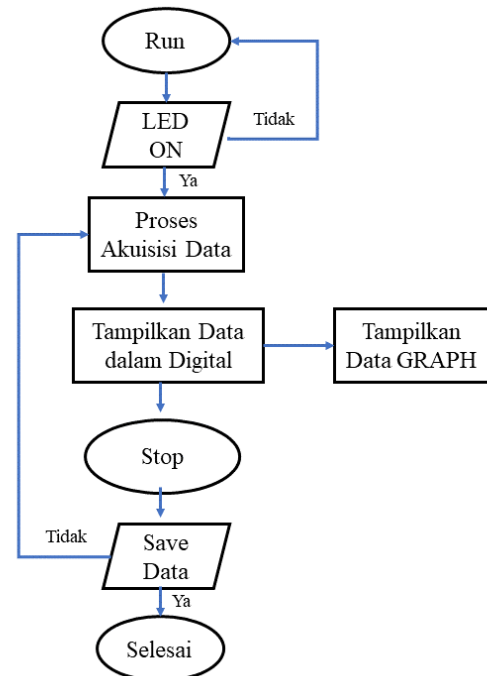 Run
LED
ON
Tidak
Ya
Proses
Akuisisi Data
Tampilkan Data
dalam Digital
Tampilkan
Data GRAPH
Stop
Tidak
Save
Data
Ya
Selesai